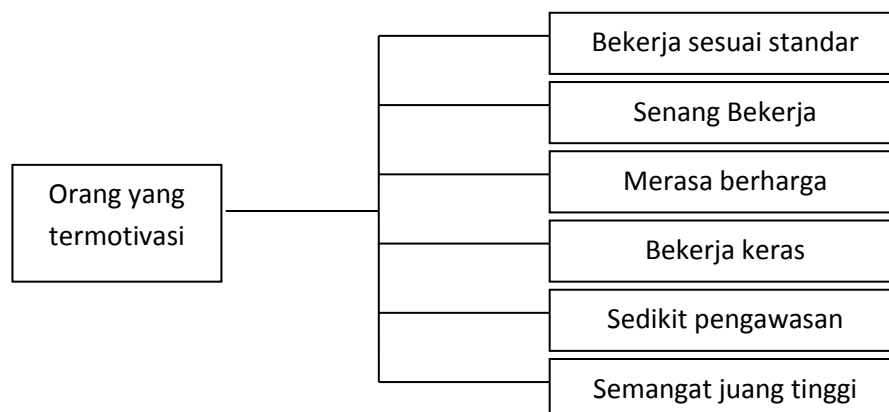 Bekerja sesuai standar
Senang Bekerja
Merasa berharga
Orang yang
termotivasi
Bekerja keras
Sedikit pengawasan
Semangat juang tinggi